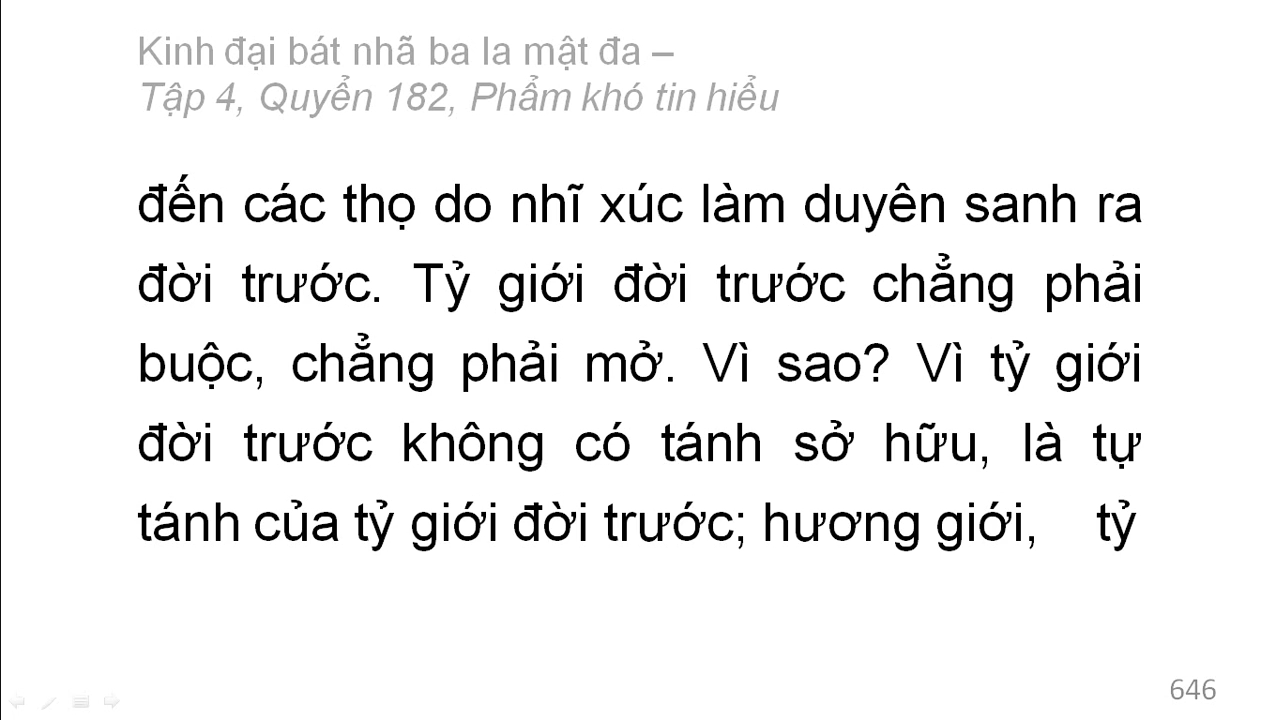 Kinh đại bát nhã ba la mật đa –
Tập 4, Quyển 182, Phẩm khó tin hiểu
đến các thọ do nhĩ xúc làm duyên sanh ra
đời trước. Tỷ giới đời trước chẳng phải
buộc, chẳng phải mở. Vì sao? Vì tỷ giới
đời trước không có tánh sở hữu, là tự
tánh của tỷ giới đời trước; hương giới, tỷ
646